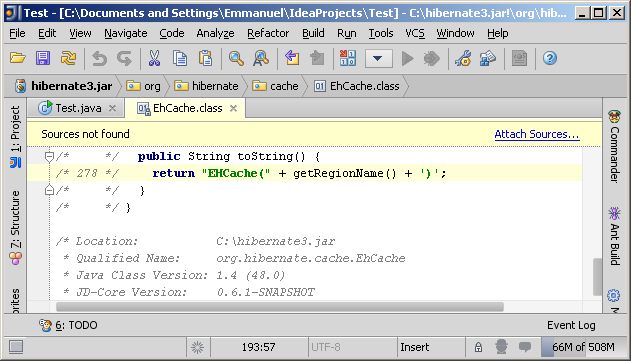 Test - [C:\Documents and Settings\Emmanuel\IdeaProjects\Test] - C:\hibernate3.jar!\org\hib...
File Edit View Navigate Code Analyze Refactor Build Run Tools VCS Window Help
hibernate3.jar org hibernate cache EhCache.class
Test.java EhCache.class
Sources not found Attach Sources...
/* */ public String toString() {
/* 278 */ return "EHCache(" + getRegionName() + ')';
/* */ }
/* */ }
/* Location: C:\hibernate3.jar
* Qualified Name: org.hibernate.cache.EhCache
* Java Class Version: 1.4 (48.0)
* JD-Core Version: 0.6.1-SNAPSHOT
1: Project
7: Structure
Commander
Ant Build
6: TODO Event Log
193:57 UTF-8 Insert 66M of 508M